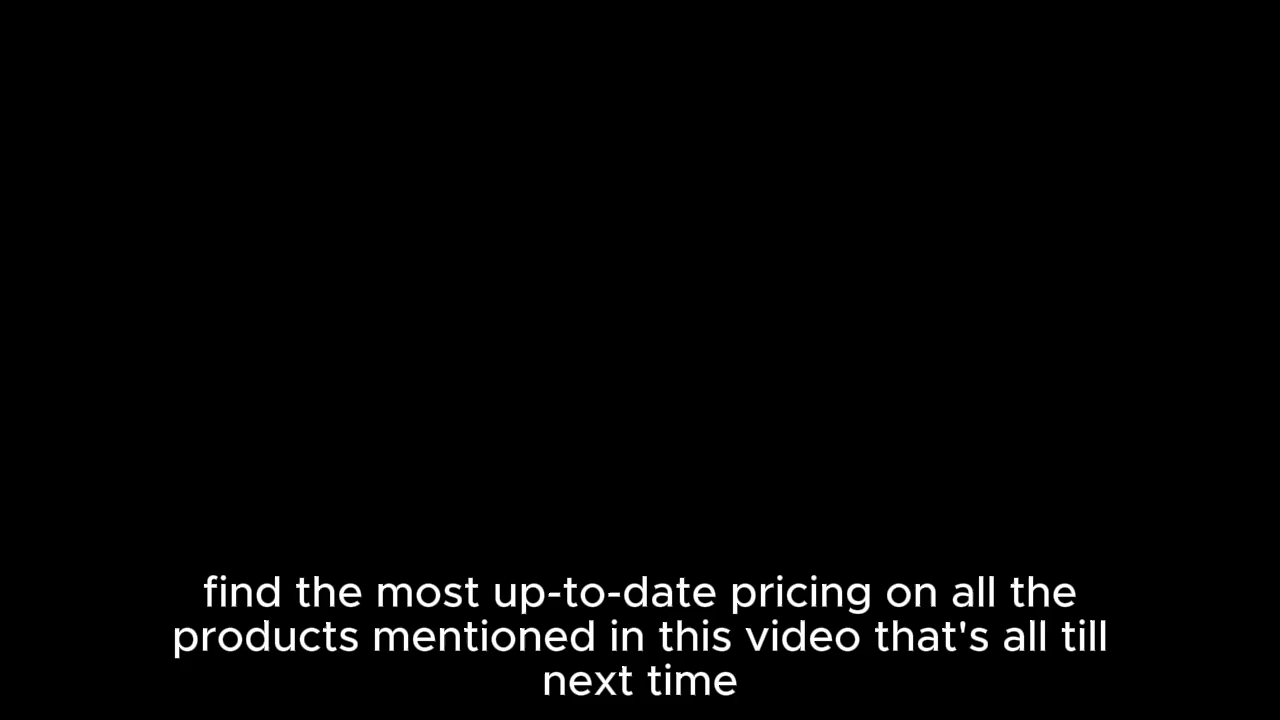 find the most up-to-date pricing on all the
products mentioned in this video that's all till
next time